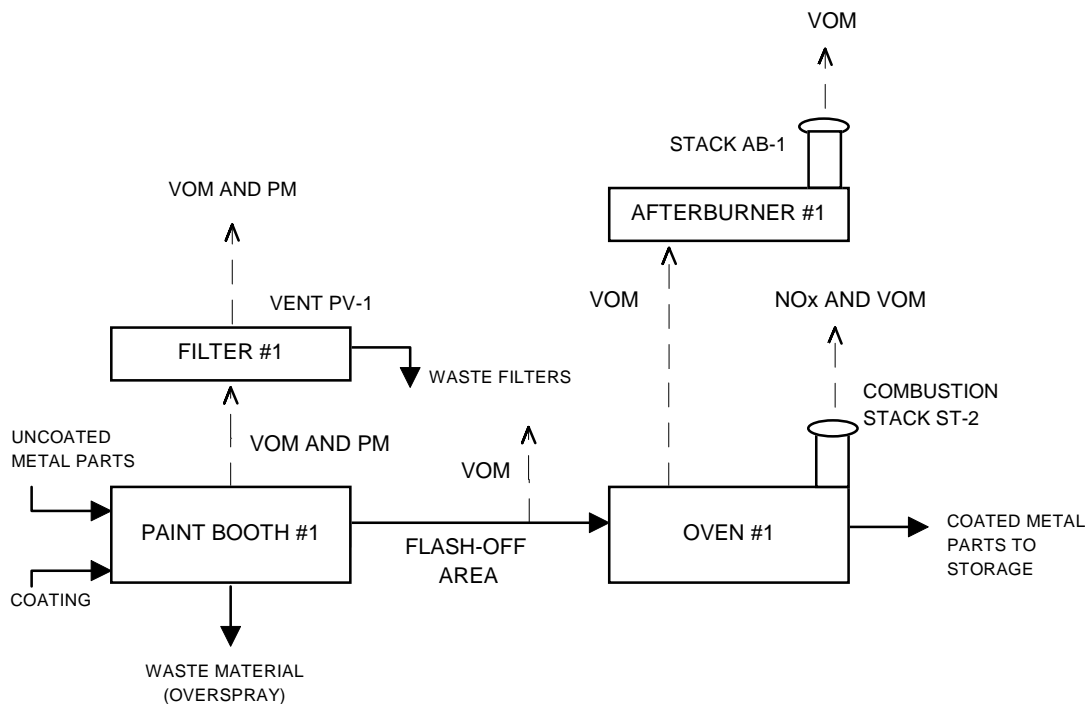 VOM
STACK AB-1
VOM AND PM
AFTERBURNER #1
VENT PV-1
VOM
NOx AND VOM
FILTER #1
WASTE FILTERS
COMBUSTION
STACK ST-2
UNCOATED
METAL PARTS
VOM AND PM
VOM
PAINT BOOTH #1
OVEN #1
COATED METAL
PARTS TO
STORAGE
FLASH-OFF
AREA
COATING
WASTE MATERIAL
(OVERSPRAY)